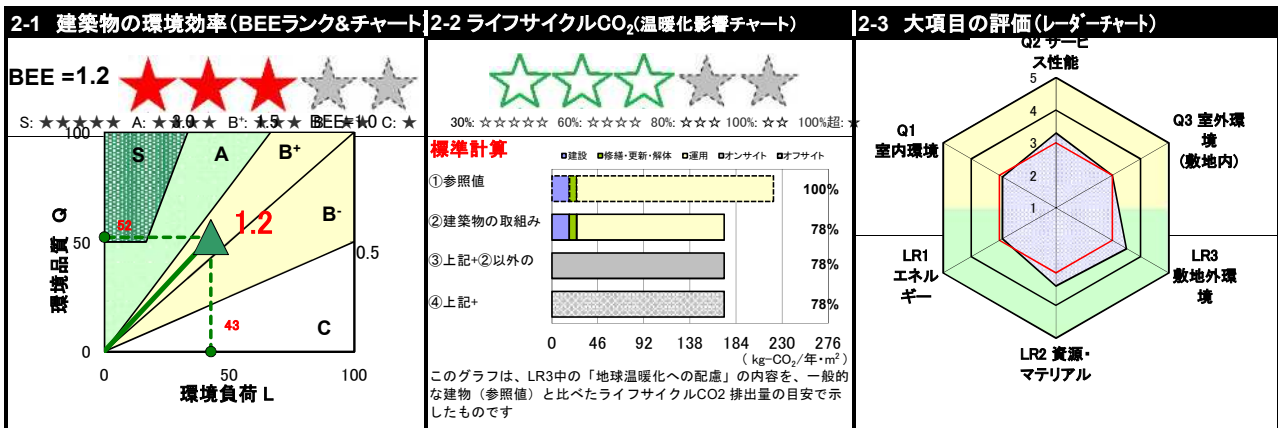 2-1 建築物の環境効率(BEEランク&チャート)
BEE =1.2
S: ★★★★★ A: ★★★★ B+: ★★★ B-: ★★ C: ★
3.0 1.5 BEE=1.0
100
S
A
B+
B-
0.5
C
52
1.2
50
43
環境品質 Q
0
0
50
100
環境負荷 L
2-2 ライフサイクルCO2(温暖化影響チャート)
30%: ☆☆☆☆☆ 60%: ☆☆☆☆ 80%: ☆☆☆ 100%: ☆☆ 100%超: ★
標準計算
■建設 ■修繕・更新・解体 □運用 ■オンサイト ■オフサイト
①参照値
100%
②建築物の取組み
78%
③上記+②以外の
78%
④上記+
78%
0 46 92 138 184 230 276
( kg-CO2/年・m2 )
このグラフは、LR3中の「地球温暖化への配慮」の内容を、一般的
な建物(参照値)と比べたライフサイクルCO2 排出量の目安で示
したものです
2-3 大項目の評価(レーダーチャート)
Q2 サービ
ス性能
5
4
3
2
1
Q1
室内環境
Q3 室外環
境
(敷地内)
LR1
エネル
ギー
LR3
敷地外環
境
LR2 資源・
マテリアル